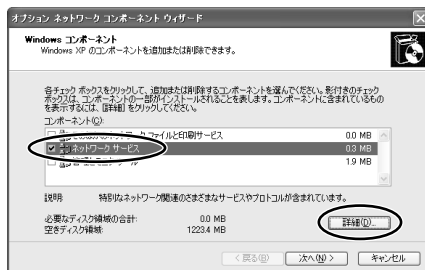 オプション ネットワーク コンポーネント ウィザード
Windows コンポーネント
Windows XP のコンポーネントを追加または削除できます。
各チェック ボックスをクリックして、追加または削除するコンポーネントを選んでください。影付きのチェック
ボックスは、コンポーネントの一部がインストールされることを表します。コンポーネントに含まれているもの
を表示するには、[詳細] をクリックしてください。
コンポーネント(C):
ネットワーク ファイルと印刷サービス 0.0 MB
ネットワーク サービス 0.3 MB
1.9 MB
説明: 特別なネットワーク関連のさまざまなサービスやプロトコルが含まれています。
必要なディスク領域の合計: 0.0 MB
空きディスク領域: 1223.4 MB
詳細(D)...
< 戻る(B) 次へ(N) > キャンセル